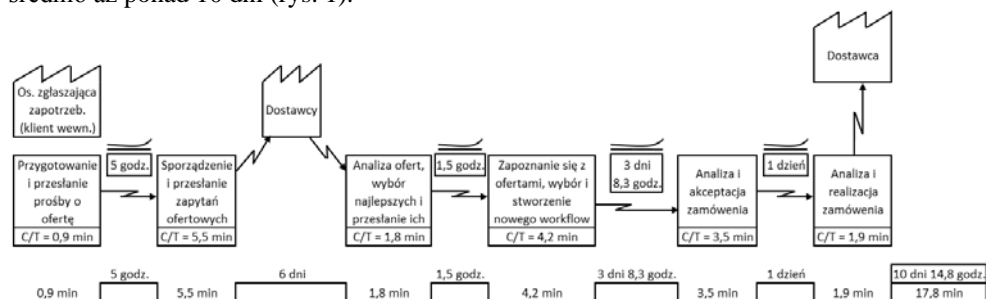 średnio aż ponad 10 dni (rys. 1).
Dostawca
Os. zgłaszająca
zapotrzeb.
(klient wewn.)
Dostawcy
Przygotowanie
i przesłanie
prośby o
ofertę
C/T = 0,9 min
5 godz.
Sporządzenie
i przesłanie
zapytań
ofertowych
C/T = 5,5 min
Analiza ofert,
wybór
najlepszych i
przesłanie ich
C/T = 1,8 min
1,5 godz.
Zapoznanie się z
ofertami, wybór i
stworzenie
nowego workflow
C/T = 4,2 min
3 dni
8,3 godz.
Analiza i
akceptacja
zamówienia
C/T = 3,5 min
1 dzień
Analiza i
realizacja
zamówienia
C/T = 1,9 min
5 godz. 6 dni 1,5 godz. 3 dni 8,3 godz. 1 dzień 10 dni 14,8 godz.
0,9 min 5,5 min 1,8 min 4,2 min 3,5 min 1,9 min 17,8 min